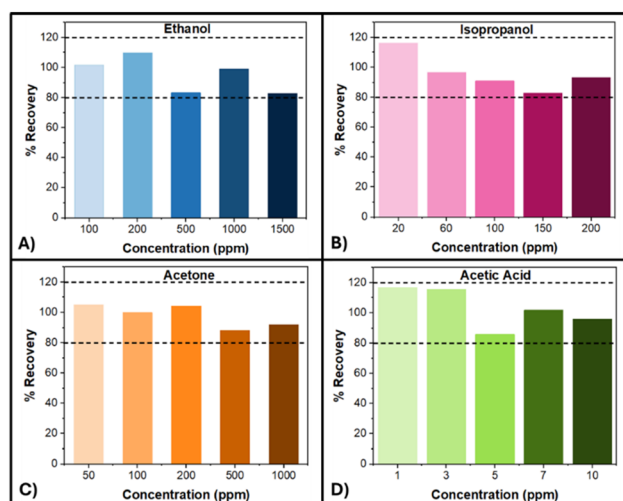 Ethanol
120
100
80
60
40
20
0
% Recovery
100 200 500 1000 1500
Concentration (ppm)
A)
Isopropanol
120
100
80
60
40
20
0
% Recovery
20 60 100 150 200
Concentration (ppm)
B)
Acetone
120
100
80
60
40
20
0
% Recovery
50 100 200 500 1000
Concentration (ppm)
C)
Acetic Acid
120
100
80
60
40
20
0
% Recovery
1 3 5 7 10
Concentration (ppm)
D)